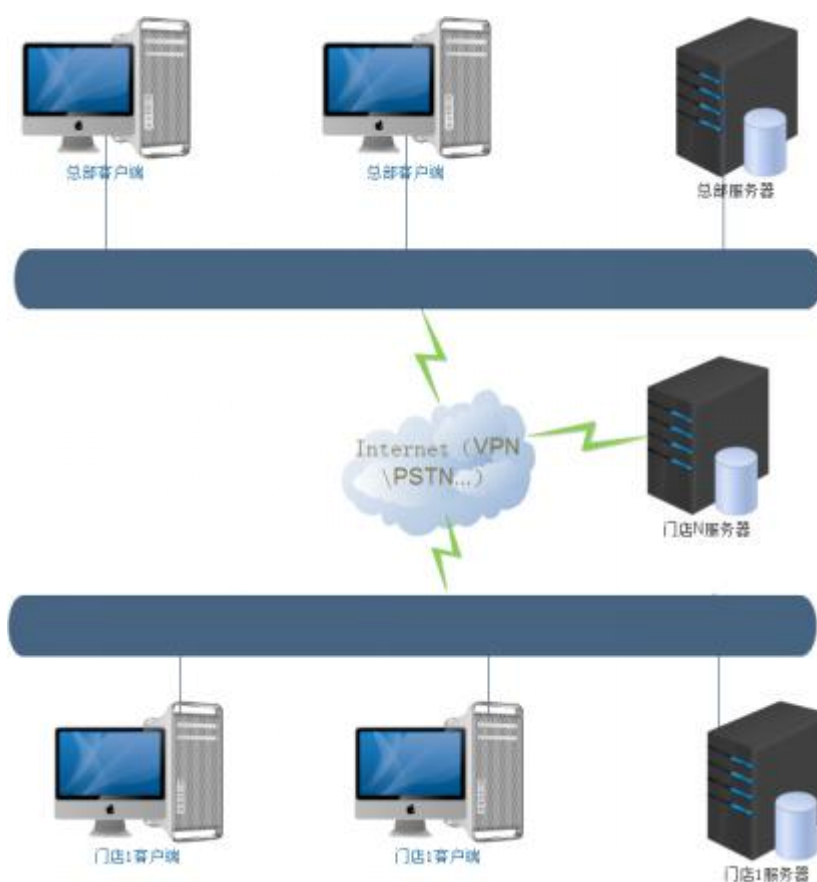 总部客户端
总部客户端
总部服务器
Internet（VPN
\PSTN...）
门店N服务器
门店1客户端
门店1客户端
门店1服务器